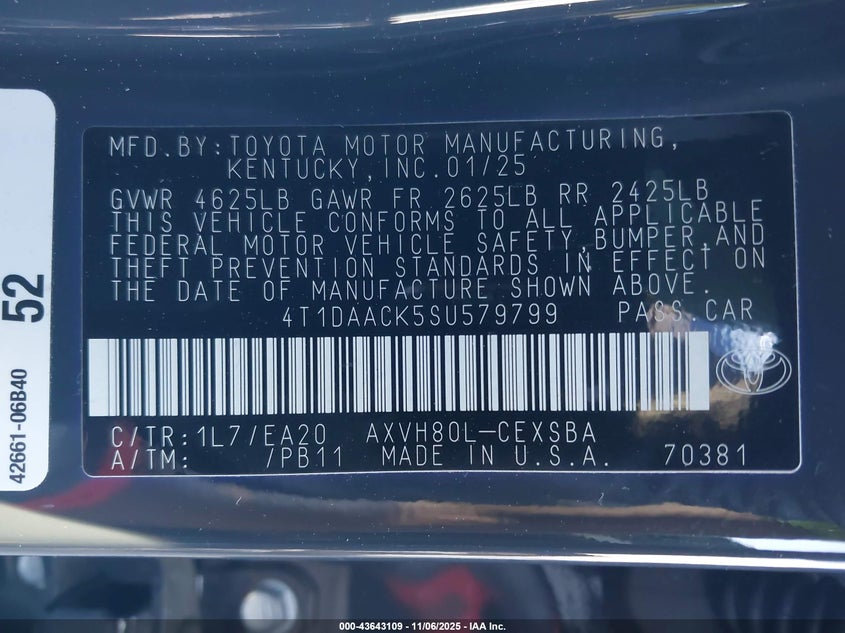 MFD.BY:TOYOTA MOTOR MANUFACTURING,
KENTUCKY,INC.01/25
GVWR 4625LB GAWR FR 2625LB RR 2425LB
THIS VEHICLE CONFORMS TO ALL APPLICABLE
FEDERAL MOTOR VEHICLE SAFETY,BUMPER,AND
THEFT PREVENTION STANDARDS IN EFFECT ON
THE DATE OF MANUFACTURE SHOWN ABOVE.
4T1DAACK5SU579799 PASS CAR
C/TR:1L7/EA20 AXVH80L-CEXSBA
A/TM: /PB11 MADE IN U.S.A. 70381
52
42661-06B40
000-43643109 - 11/06/2025 - IAA Inc.